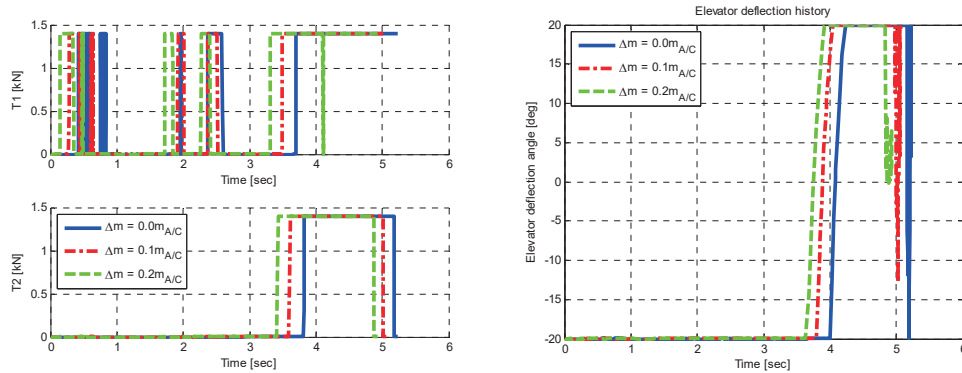 1.5
1
0.5
0
T1 [kN]
0 1 2 3 4 5 6
Time [sec]
1.5
1
0.5
0
T2 [kN]
Δm = 0.0m_A/C
Δm = 0.1m_A/C
Δm = 0.2m_A/C
0 1 2 3 4 5 6
Time [sec]
Elevator deflection history
20
15
10
5
0
-5
-10
-15
-20
Elevator deflection angle [deg]
Δm = 0.0m_A/C
Δm = 0.1m_A/C
Δm = 0.2m_A/C
0 1 2 3 4 5 6
Time [sec]